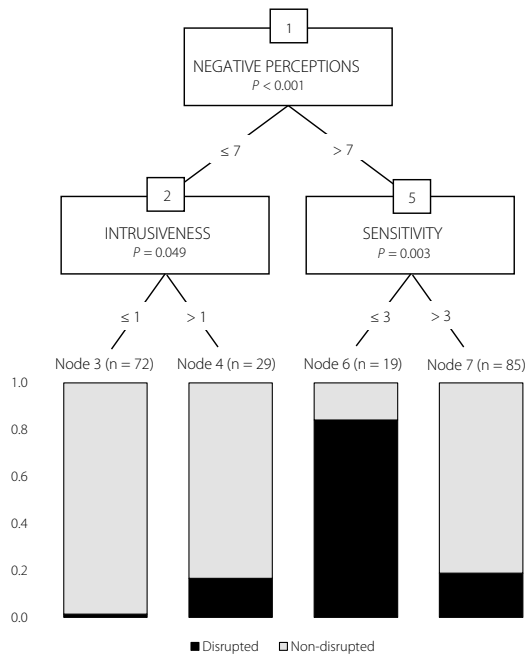 1
NEGATIVE PERCEPTIONS
P < 0.001
≤ 7
> 7
2
INTRUSIVENESS
P = 0.049
5
SENSITIVITY
P = 0.003
≤ 1
> 1
≤ 3
> 3
Node 3 (n = 72)
Node 4 (n = 29)
Node 6 (n = 19)
Node 7 (n = 85)
1.0
0.8
0.6
0.4
0.2
0.0
Disrupted
Non-disrupted